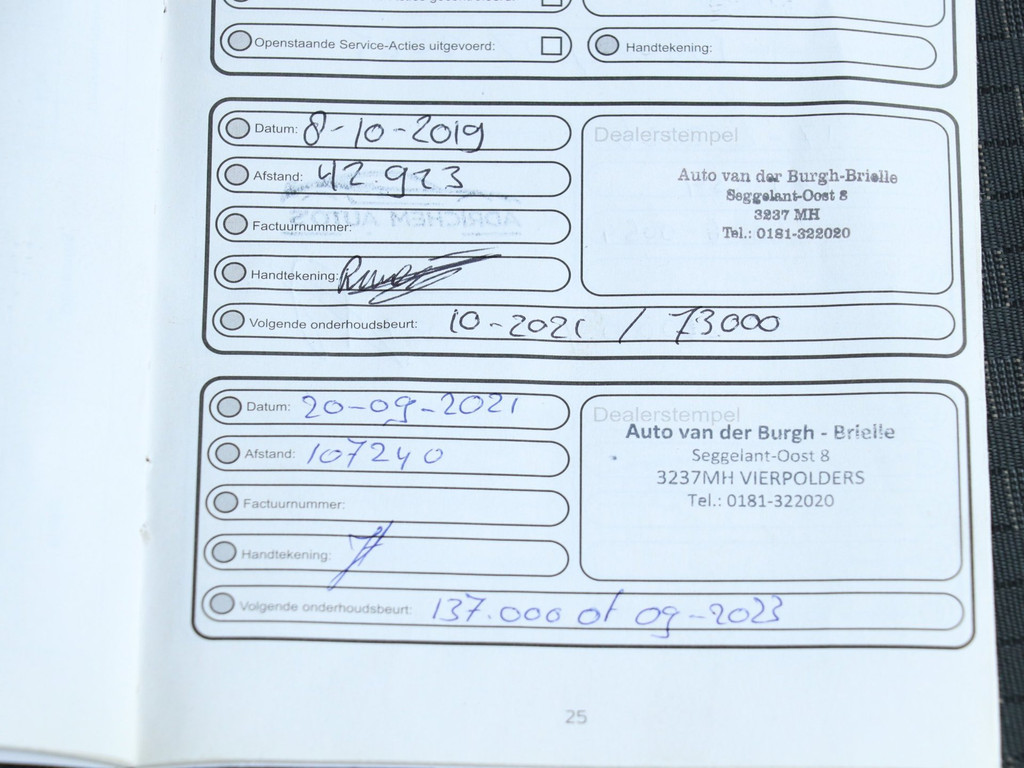 Openstaande Service-Acties uitgevoerd:
Handtekening:
Datum: 8-10-2019
Afstand: 42.923
Factuurnummer:
Handtekening:
Volgende onderhoudsbeurt: 10-2021 / 73000
Dealerstempel
Auto van der Burgh-Brielle
Seggelant-Oost 8
3237 MH
Tel.: 0181-322020
ADRICHEM AUTO'S
Datum: 20-09-2021
Afstand: 107240
Factuurnummer:
Handtekening:
Volgende onderhoudsbeurt: 137.000 of 09-2023
Dealerstempel
Auto van der Burgh - Brielle
Seggelant-Oost 8
3237MH VIERPOLDERS
Tel.: 0181-322020
25